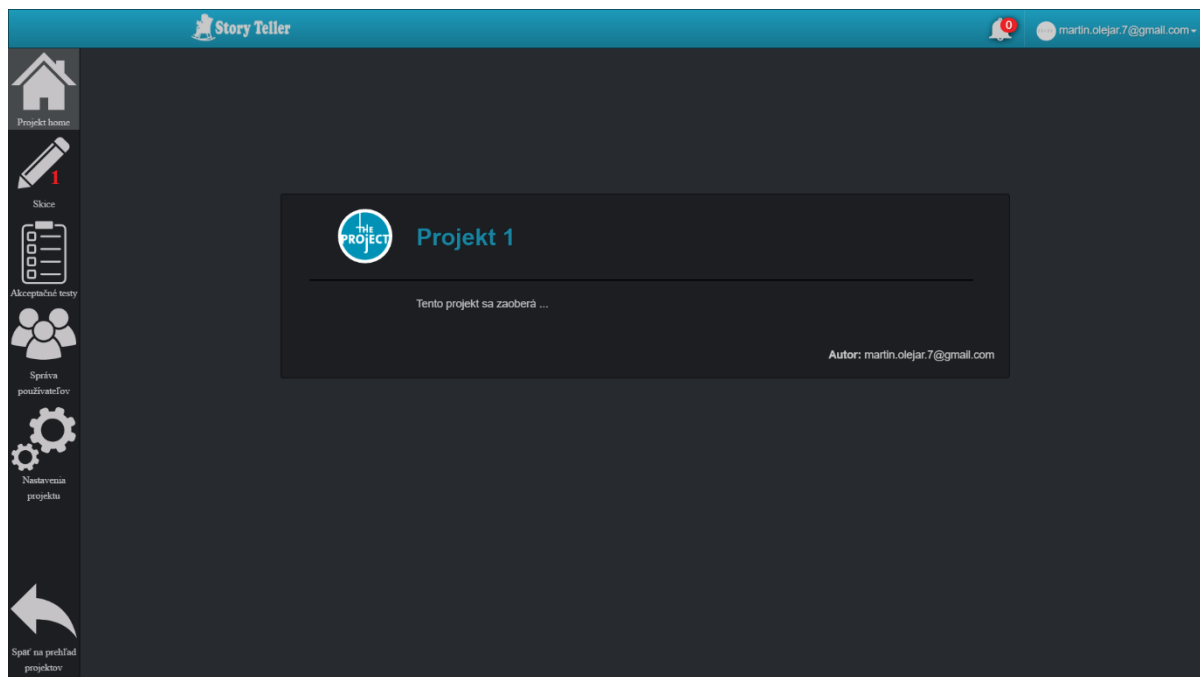 Story Teller
0
martin.olejar.7@gmail.com
Projekt home
1
Skice
Akceptačné testy
Správa
používateľov
Nastavenia
projektu
Späť na prehľad
projektov
THE
PROJECT
Projekt 1
Tento projekt sa zaoberá ...
Autor: martin.olejar.7@gmail.com